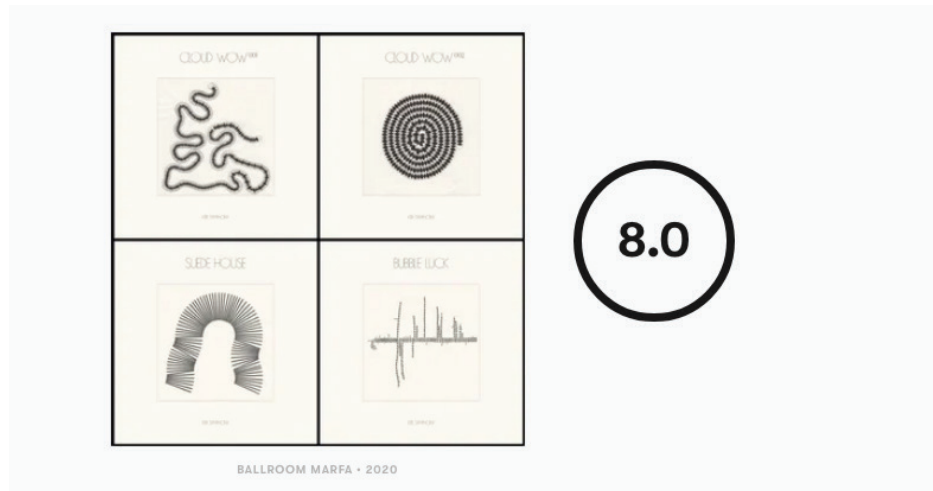 CLOUD WOW
CLOUD WOW
SUEDE HOUSE
BUBBLE LUCK
8.0
BALLROOM MARFA • 2020